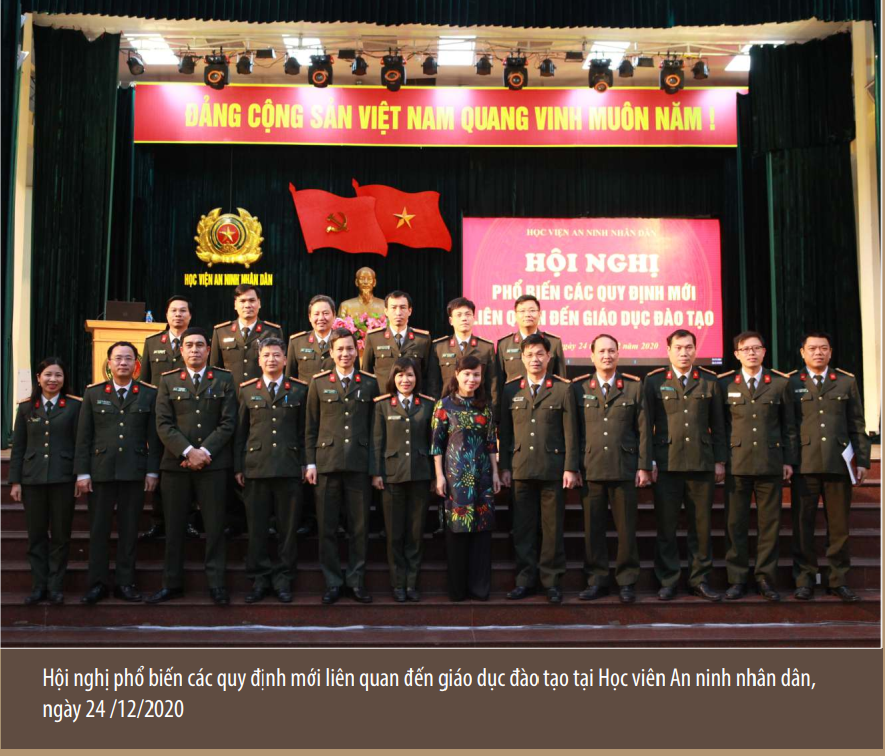 ĐẢNG CỘNG SẢN VIỆT NAM QUANG VINH MUÔN NĂM !
HỌC VIỆN AN NINH NHÂN DÂN
HỌC VIỆN AN NINH NHÂN DÂN
HỘI NGHỊ
PHỔ BIẾN CÁC QUY ĐỊNH MỚI
LIÊN QUAN ĐẾN GIÁO DỤC ĐÀO TẠO
24
2020
Hội nghị phổ biến các quy định mới liên quan đến giáo dục đào tạo tại Học viên An ninh nhân dân,
ngày 24 /12/2020